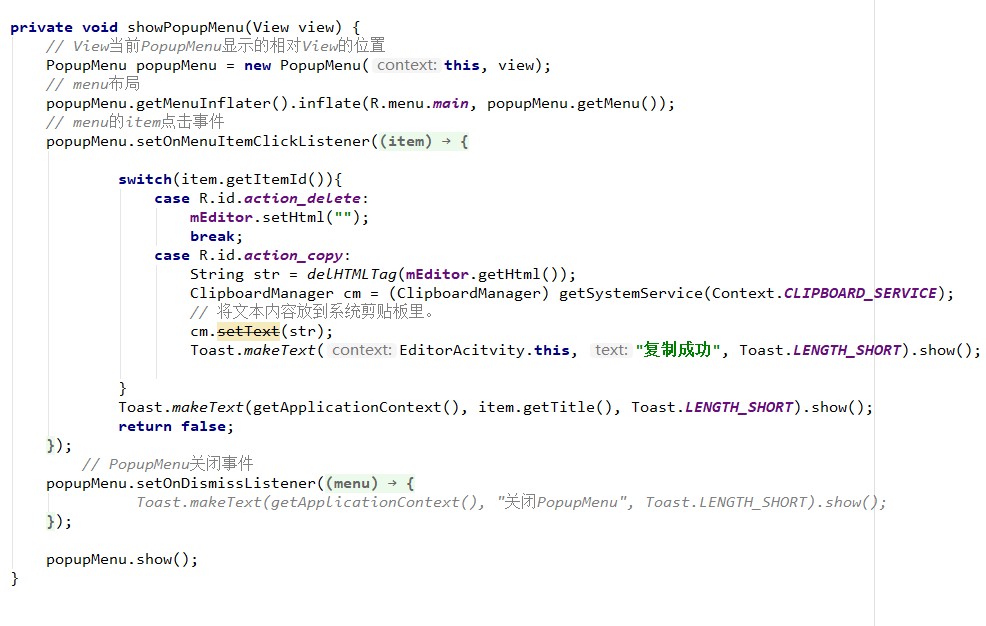 private void showPopupMenu(View view) {
// View当前PopupMenu显示的相对View的位置
PopupMenu popupMenu = new PopupMenu( context: this, view);
// menu布局
popupMenu.getMenuInflater().inflate(R.menu.main, popupMenu.getMenu());
// menu的item点击事件
popupMenu.setOnMenuItemClickListener((item) → {
switch(item.getItemId()){
case R.id.action_delete:
mEditor.setHtml("");
break;
case R.id.action_copy:
String str = delHTMLTag(mEditor.getHtml());
ClipboardManager cm = (ClipboardManager) getSystemService(Context.CLIPBOARD_SERVICE);
// 将文本内容放到系统剪贴板里。
cm.setText(str);
Toast.makeText( context: EditorAcitvity.this, text: "复制成功", Toast.LENGTH_SHORT).show();
}
Toast.makeText(getApplicationContext(), item.getTitle(), Toast.LENGTH_SHORT).show();
return false;
});
// PopupMenu关闭事件
popupMenu.setOnDismissListener((menu) → {
Toast.makeText(getApplicationContext(), "关闭PopupMenu", Toast.LENGTH_SHORT).show();
});
popupMenu.show();
}